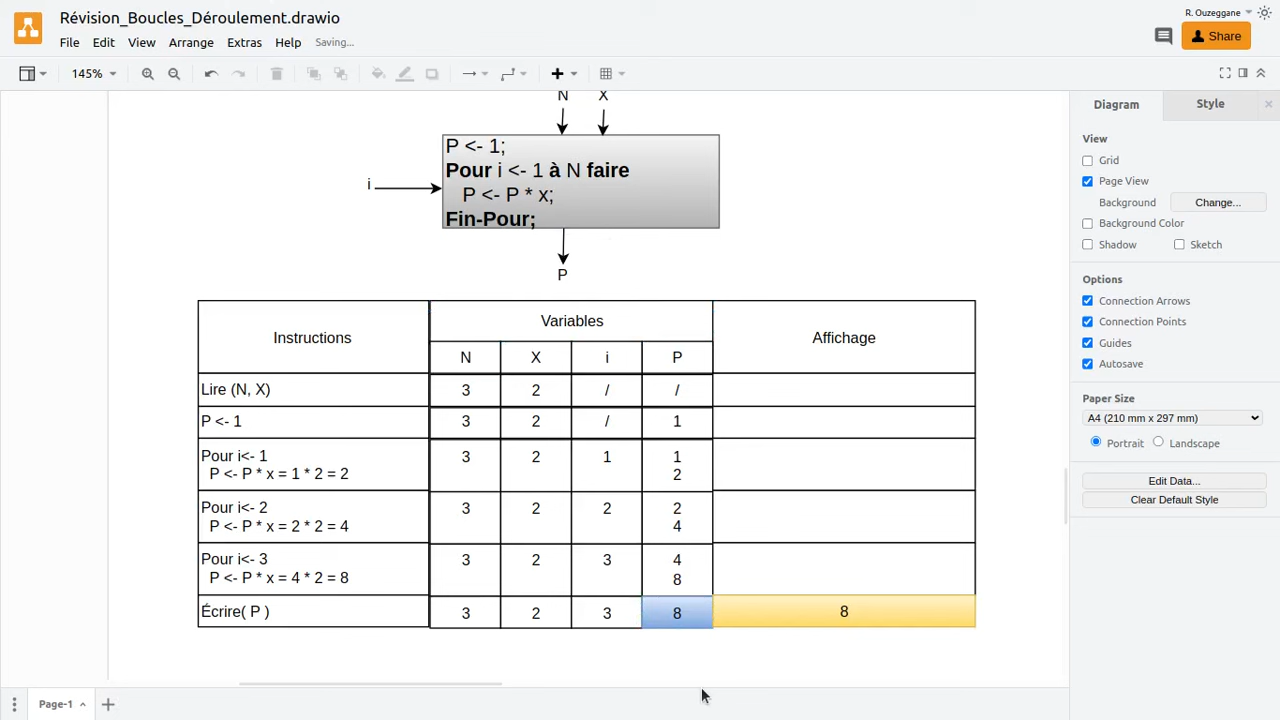 Révision_Boucles_Déroulement.drawio
R. Ouzeggane
File Edit View Arrange Extras Help Saving...
Share
145%
Diagram Style
View
Grid
Page View
Background Change...
Background Color
Shadow Sketch
Options
Connection Arrows
Connection Points
Guides
Autosave
Paper Size
A4 (210 mm x 297 mm)
Portrait Landscape
Edit Data...
Clear Default Style
N X
P <- 1;
Pour i <- 1 à N faire
P <- P * x;
Fin-Pour;
i
P
Instructions Variables Affichage
N X i P
Lire (N, X) 3 2 / /
P <- 1 3 2 / 1
Pour i<- 1 3 2 1 1
P <- P * x = 1 * 2 = 2 2
Pour i<- 2 3 2 2 2
P <- P * x = 2 * 2 = 4 4
Pour i<- 3 3 2 3 4
P <- P * x = 4 * 2 = 8 8
Écrire( P ) 3 2 3 8 8
Page-1